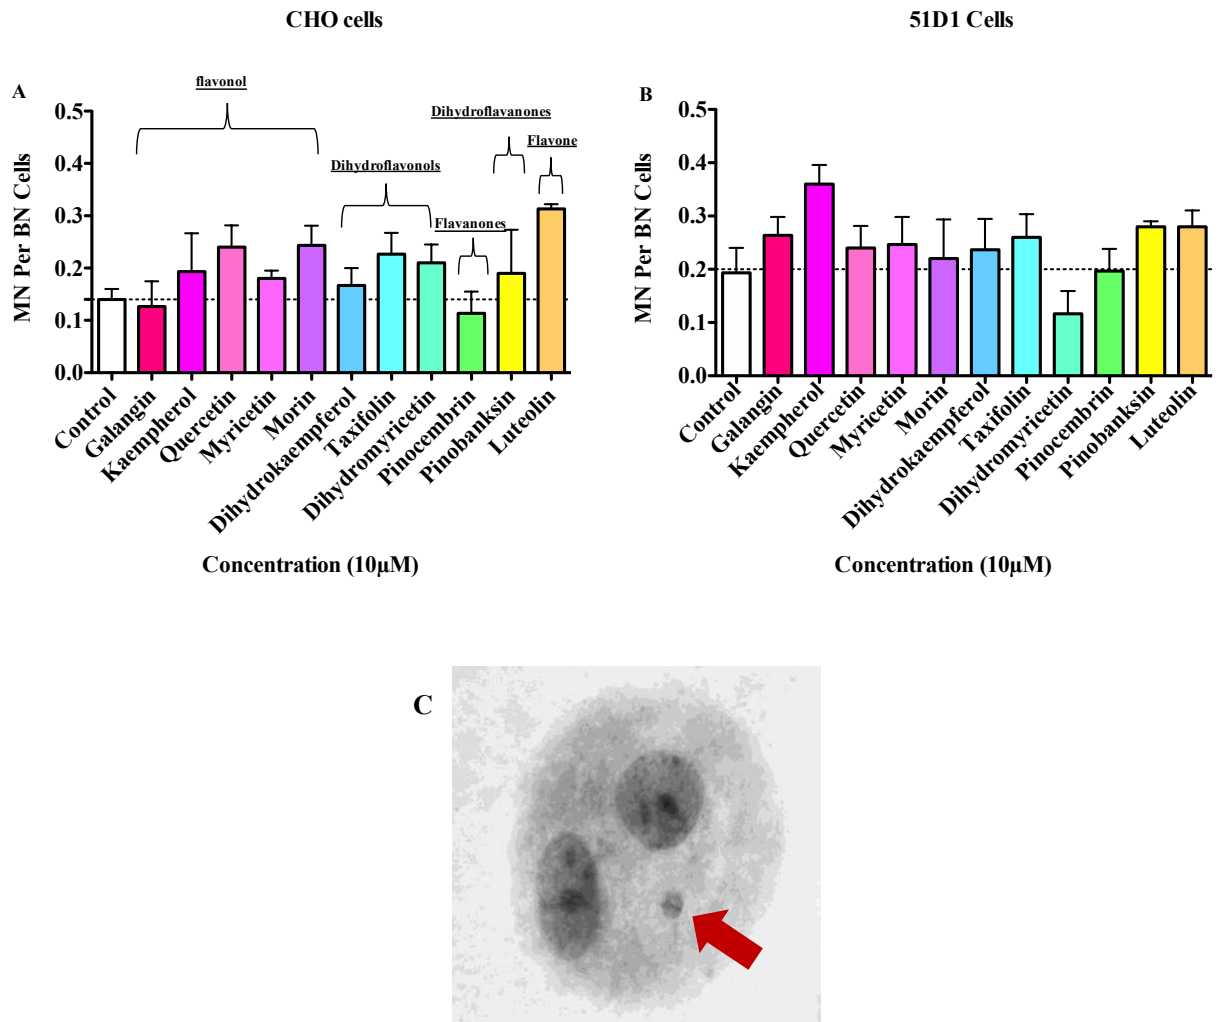 CHO cells
51D1 Cells
A
flavonol
Dihydroflavanones
Flavone
Dihydroflavonols
Flavanones
MN Per BN Cells
0.5
0.4
0.3
0.2
0.1
0.0
Control
Galangin
Kaempherol
Quercetin
Myricetin
Morin
Dihydrokaempferol
Taxifolin
Dihydromyricetin
Pinocembrin
Pinobanksin
Luteolin
Concentration (10μM)
B
MN Per BN Cells
0.5
0.4
0.3
0.2
0.1
0.0
Control
Galangin
Kaempherol
Quercetin
Myricetin
Morin
Dihydrokaempferol
Taxifolin
Dihydromyricetin
Pinocembrin
Pinobanksin
Luteolin
Concentration (10μM)
C